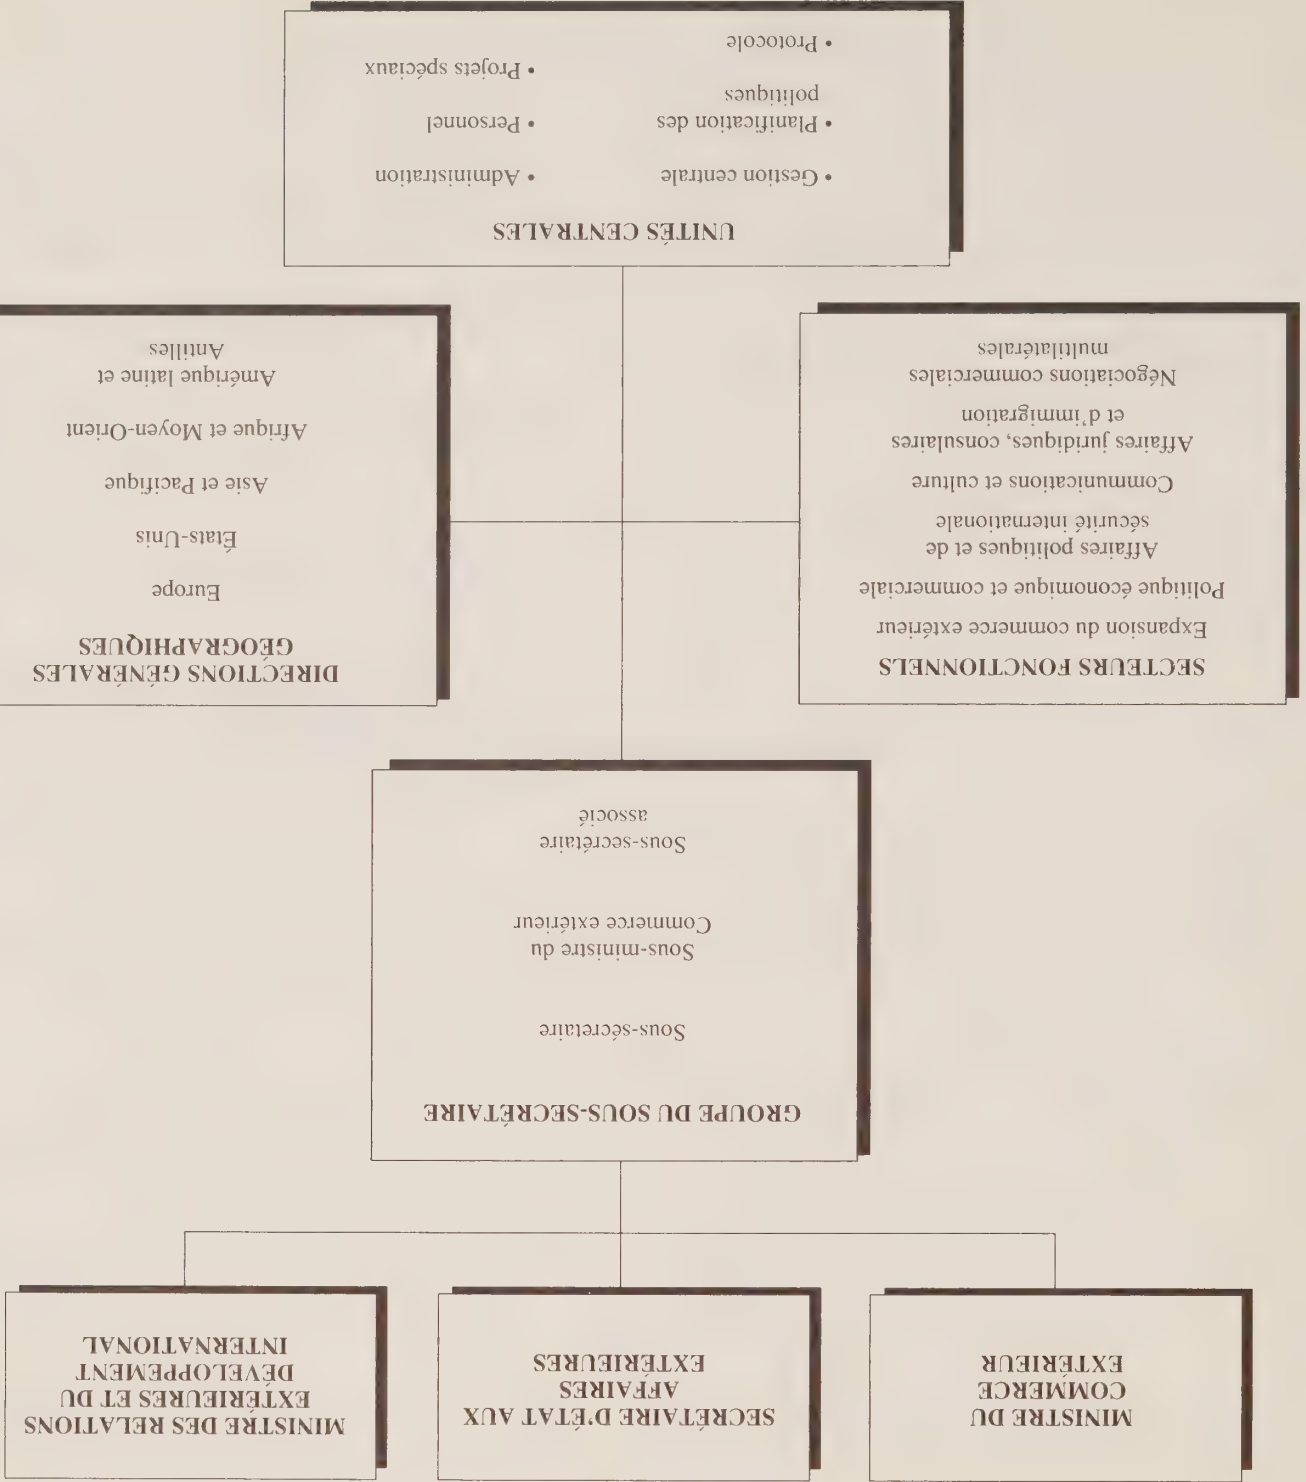 MINISTRE DU
COMMERCE
EXTÉRIEUR
SECRÉTAIRE D'ÉTAT AUX
AFFAIRES
EXTÉRIEURES
MINISTRE DES RELATIONS
EXTÉRIEURES ET DU
DÉVELOPPEMENT
INTERNATIONAL
GROUPE DU SOUS-SECRÉTAIRE
Sous-sécretaire
Sous-ministre du
Commerce extérieur
Sous-secrétaire
associé
SECTEURS FONCTIONNELS
Expansion du commerce extérieur
Politique économique et commerciale
Affaires politiques et de
sécurité internationale
Communications et culture
Affaires juridiques, consulaires
et d'immigration
Négociations commerciales
multilatérales
DIRECTIONS GÉNÉRALES
GÉOGRAPHIQUES
Europe
États-Unis
Asie et Pacifique
Afrique et Moyen-Orient
Amérique latine et
Antilles
UNITÉS CENTRALES
• Gestion centrale
• Planification des
politiques
• Protocole
• Administration
• Personnel
• Projets spéciaux